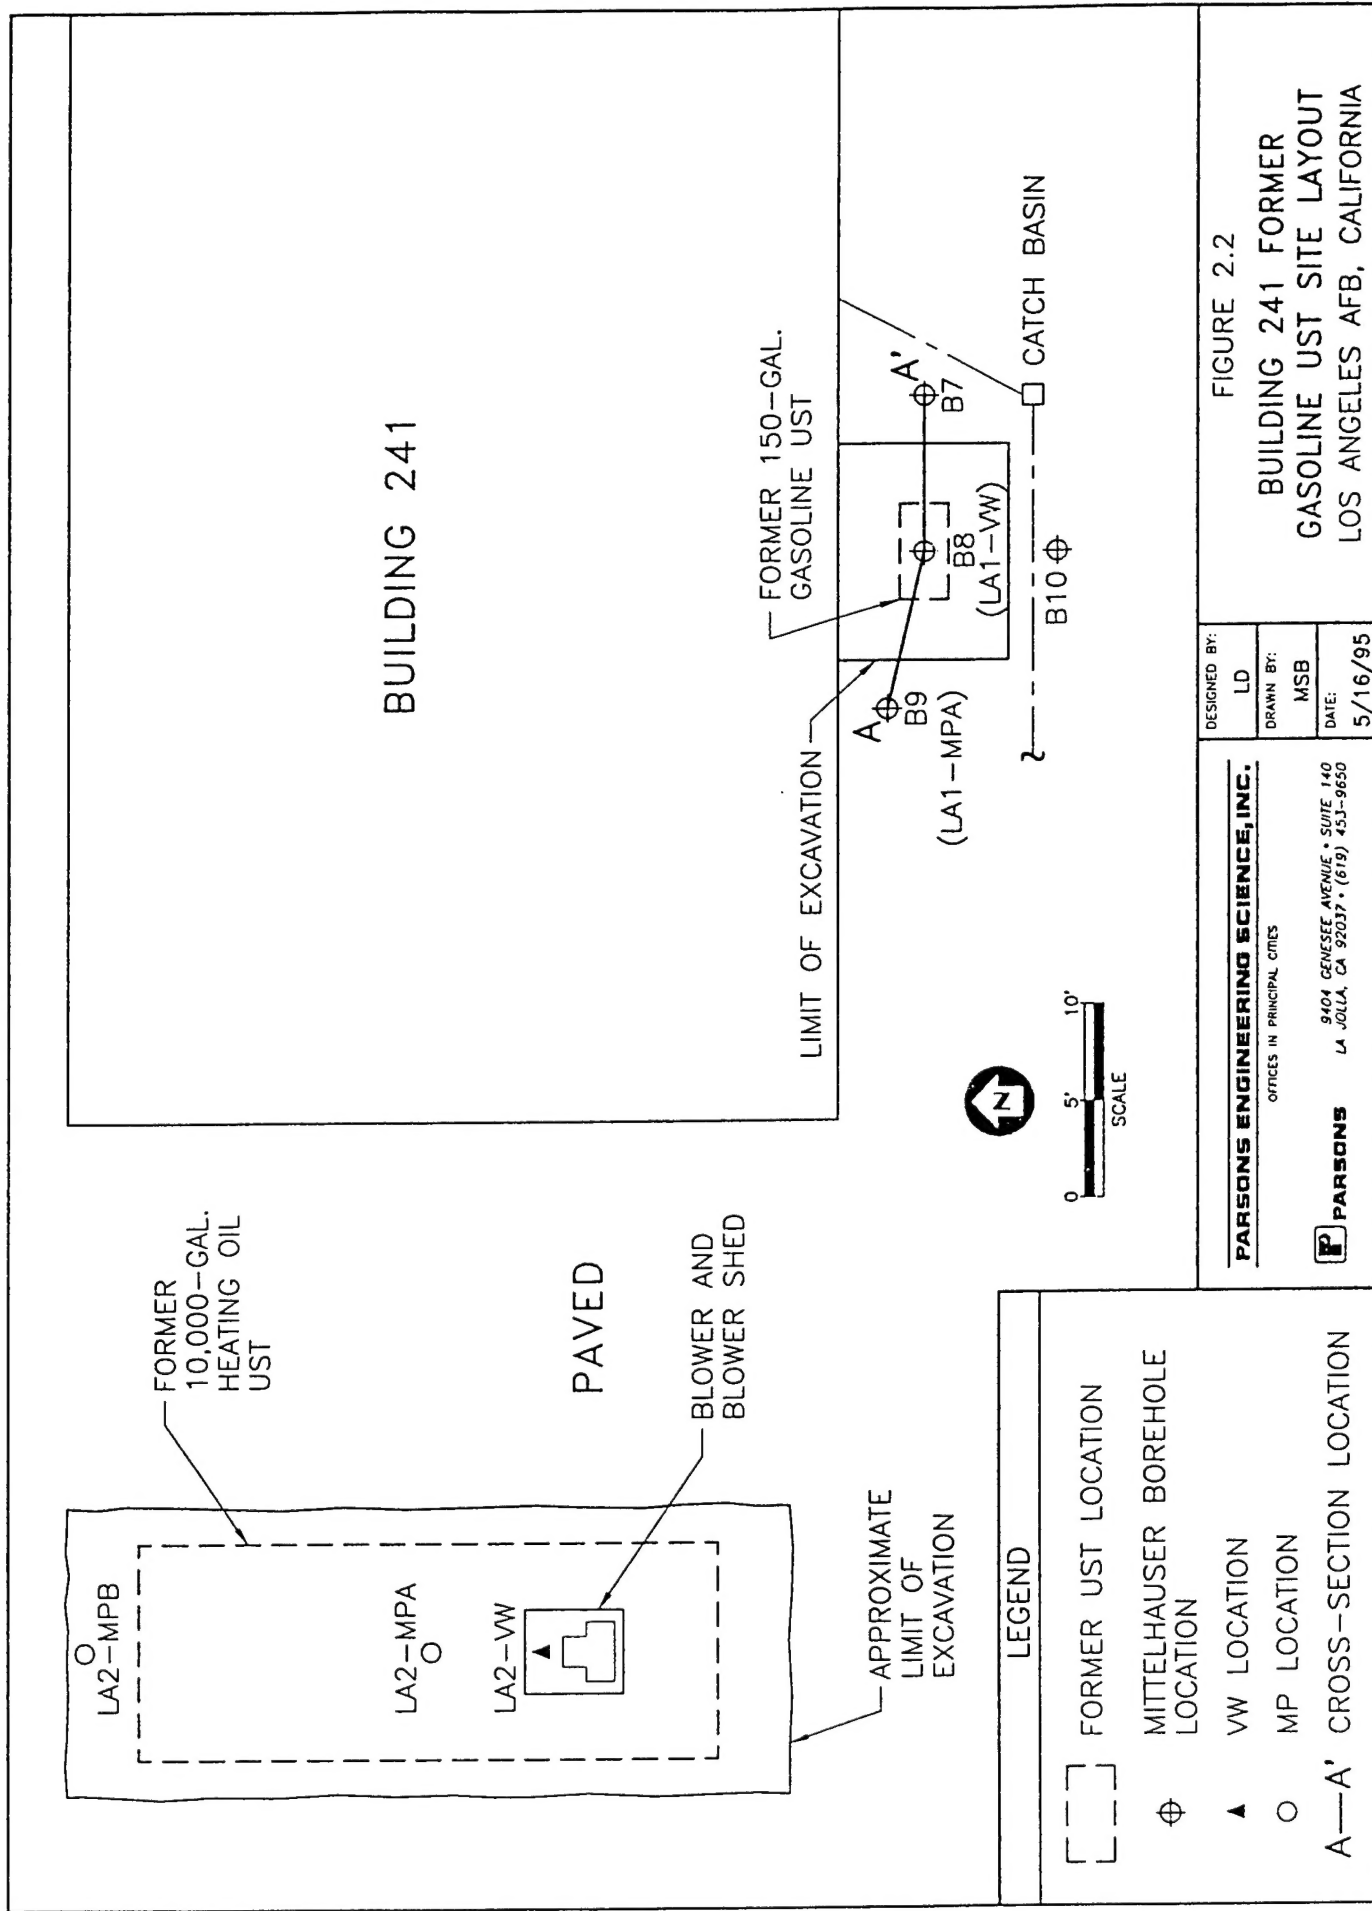 BUILDING 241
FORMER
10,000-GAL.
HEATING OIL
UST
LA2-MPB
LA2-MPA
LA2-VW
PAVED
BLOWER AND
BLOWER SHED
APPROXIMATE
LIMIT OF
EXCAVATION
FORMER 150-GAL.
GASOLINE UST
LIMIT OF EXCAVATION
A
B9
(LA1-MPA)
B8
(LA1-VW)
A'
B7
B10
CATCH BASIN
N
0 5' 10'
SCALE
LEGEND
FORMER UST LOCATION
MITTELHAUSER BOREHOLE
LOCATION
VW LOCATION
MP LOCATION
A—A' CROSS-SECTION LOCATION
PARSONS ENGINEERING SCIENCE, INC.
OFFICES IN PRINCIPAL CITIES
PARSONS
9404 GENESEE AVENUE • SUITE 140
LA JOLLA, CA 92037 • (619) 453-9650
DESIGNED BY:
LD
DRAWN BY:
MSB
DATE:
5/16/95
FIGURE 2.2
BUILDING 241 FORMER
GASOLINE UST SITE LAYOUT
LOS ANGELES AFB, CALIFORNIA